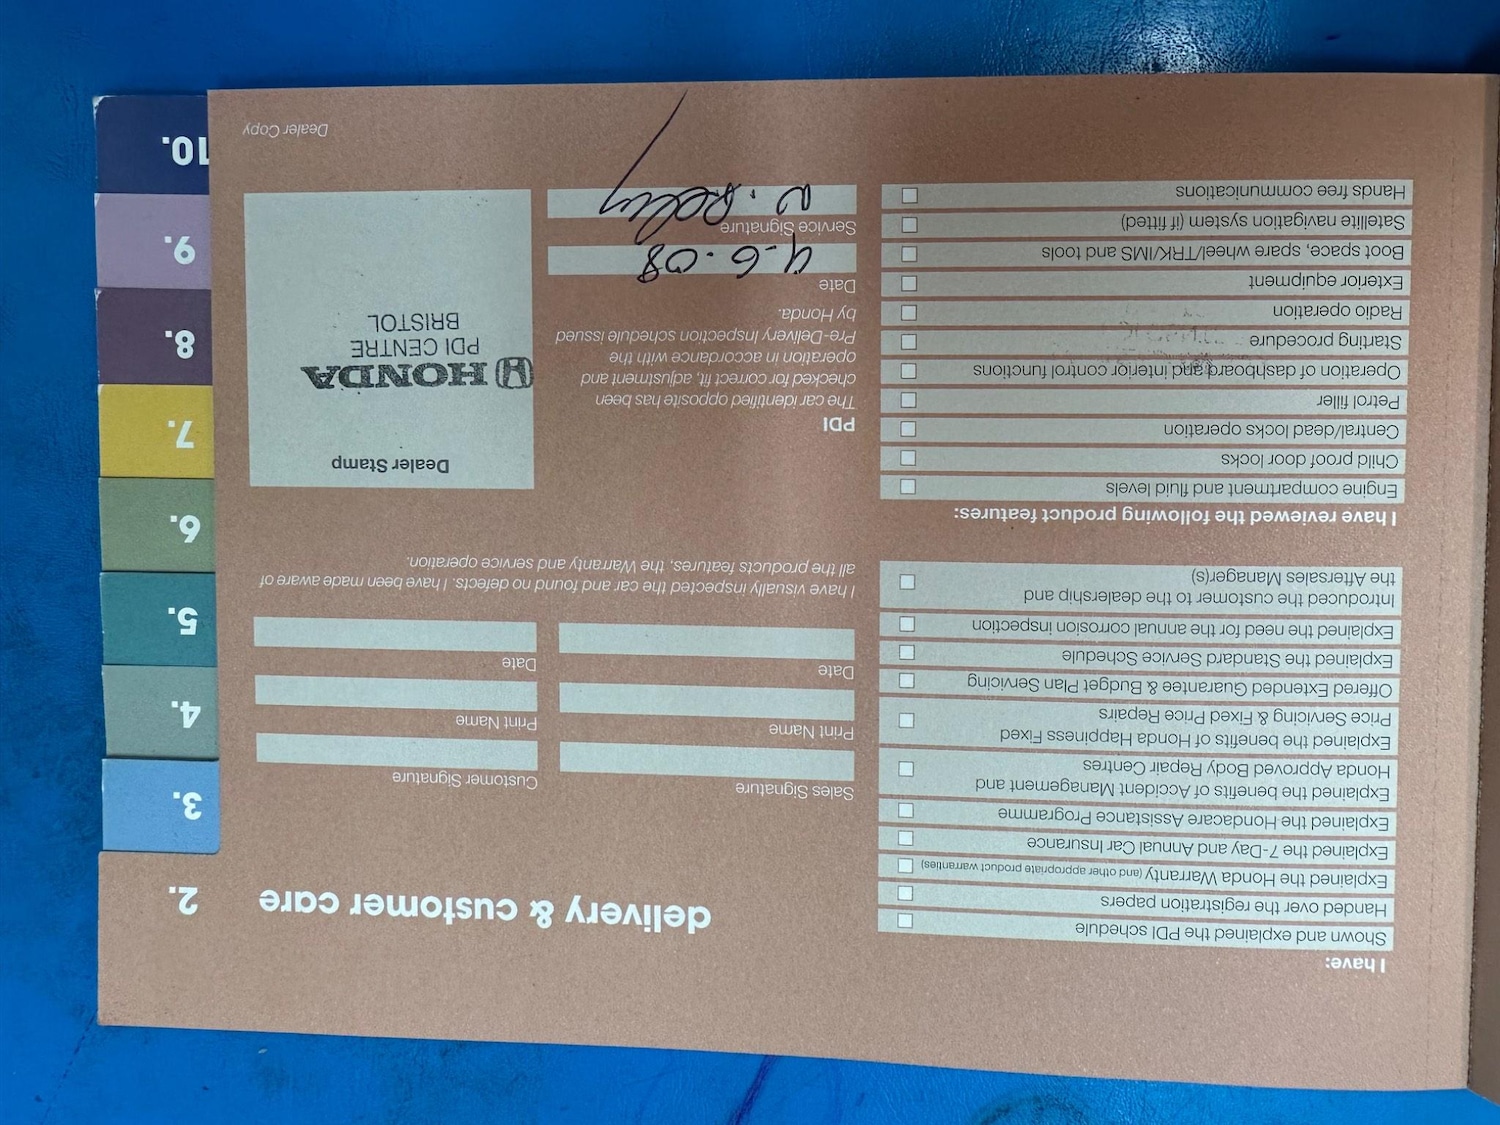 2.
delivery & customer care
I have:
Shown and explained the PDI schedule
Handed over the registration papers
Explained the Honda Warranty (and other appropriate product warranties)
Explained the 7-Day and Annual Car Insurance
Explained the Hondacare Assistance Programme
Explained the benefits of Accident Management and
Honda Approved Body Repair Centres
Explained the benefits of Honda Happiness Fixed
Price Servicing & Fixed Price Repairs
Offered Extended Guarantee & Budget Plan Servicing
Explained the Standard Service Schedule
Explained the need for the annual corrosion inspection
Introduced the customer to the dealership and
the Aftersales Manager(s)
I have reviewed the following product features:
Engine compartment and fluid levels
Child proof door locks
Central/dead locks operation
Petrol filler
Operation of dashboard and interior control functions
Starting procedure
Radio operation
Exterior equipment
Boot space, spare wheel/TRK/IMS and tools
Satellite navigation system (if fitted)
Hands free communications
Sales Signature
Print Name
Date
Customer Signature
Print Name
Date
I have visually inspected the car and found no defects. I have been made aware of
all the products features, the Warranty and service operation.
PDI
The car identified opposite has been
checked for correct fit, adjustment and
operation in accordance with the
Pre-Delivery Inspection schedule issued
by Honda.
Date
4-6-08
Service Signature
Dealer Stamp
HONDA
PDI CENTRE
BRISTOL
Dealer Copy
3.
4.
5.
6.
7.
8.
9.
10.